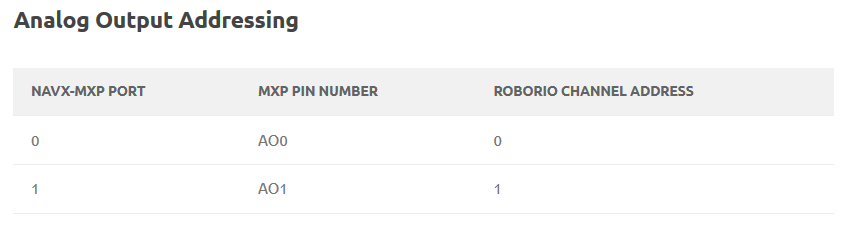 Analog Output Addressing
NAVX-MXP PORT MXP PIN NUMBER ROBORIO CHANNEL ADDRESS
0 AO0 0
1 AO1 1